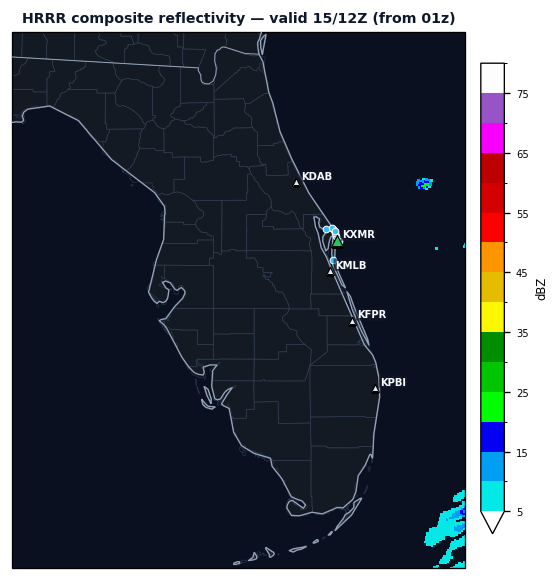 HRRR composite reflectivity — valid 15/12Z (from 01z)
KDAB
KXMR
KMLB
KFPR
KPBI
75
65
55
45
35
25
15
5
dBZ